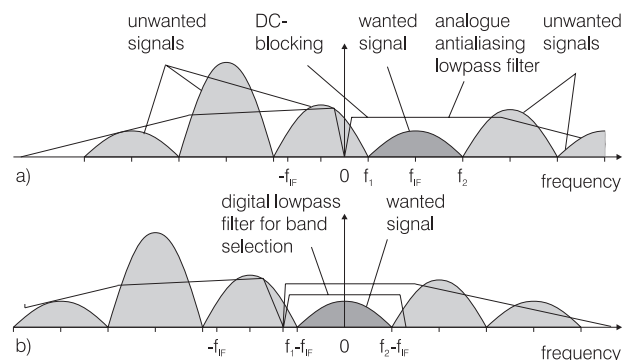 unwanted
signals
DC-
blocking
wanted
signal
analogue
antialiasing
lowpass filter
unwanted
signals
-f_IF 0 f_1 f_IF f_2
a) frequency
digital lowpass
filter for band
selection
wanted
signal
-f_IF f_1-f_IF 0 f_2-f_IF
b) frequency